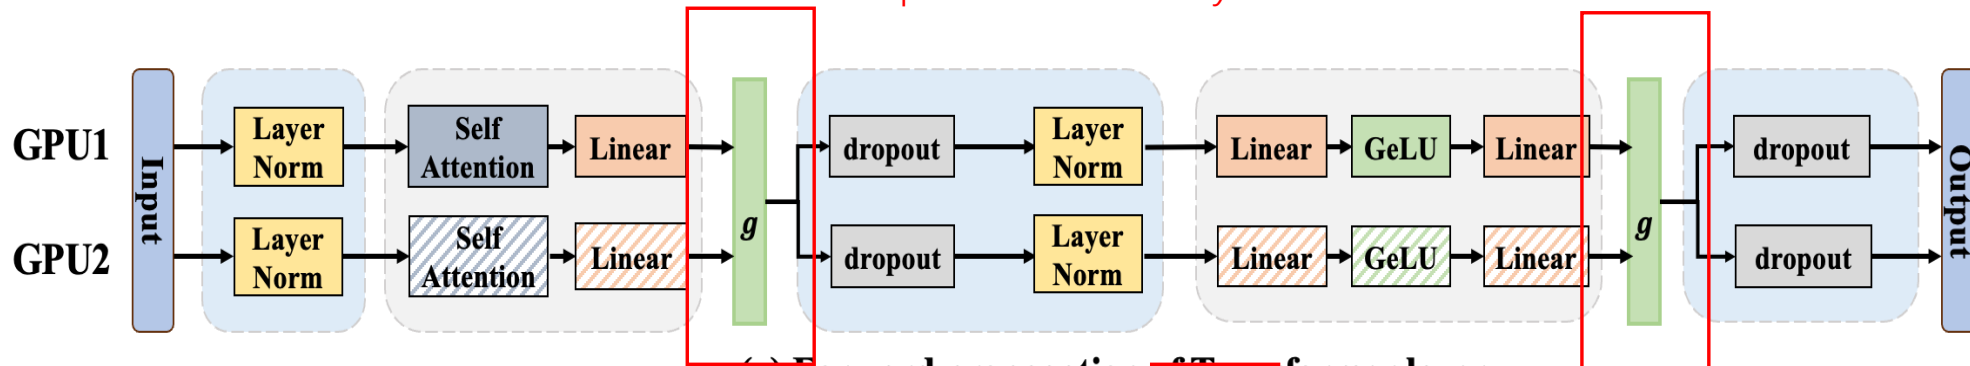 GPU1
GPU2
Input
Layer
Norm
Layer
Norm
Self
Attention
Self
Attention
Linear
Linear
g
dropout
dropout
Layer
Norm
Layer
Norm
Linear
Linear
GeLU
GeLU
Linear
Linear
g
dropout
dropout
Output